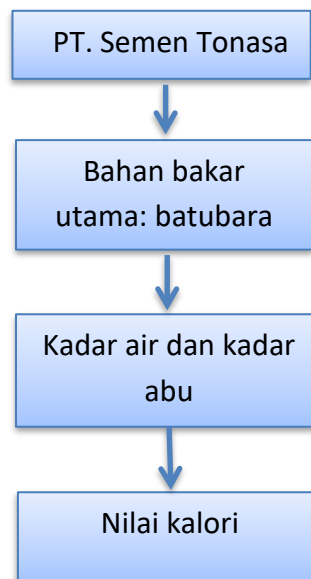 PT. Semen Tonasa
Bahan bakar
utama: batubara
Kadar air dan kadar
abu
Nilai kalori